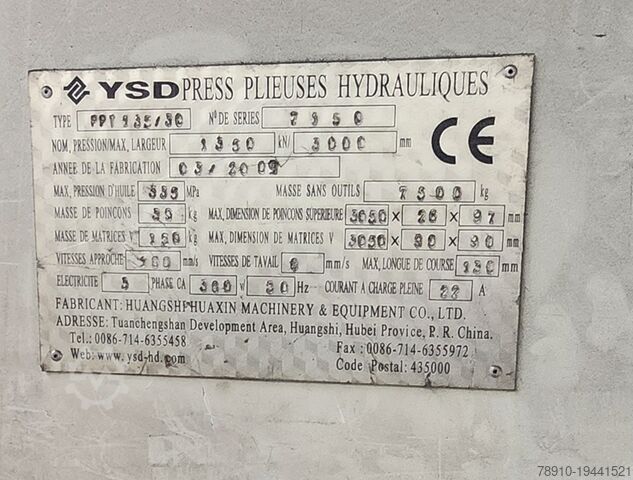 YSD PRESS PLIEUSES HYDRAULIQUES
TYPE PPT135/30 N° DE SERIES 7950
NOM, PRESSION/MAX, LARGEUR 1350 kN/ 3000 mm
ANNEE DE LA FABRICATION 03/2009
MAX, PRESSION D'HUILE MPa MASSE SANS OUTILS 7500 kg
MASSE DE POINCONS kg MAX, DIMENSION DE POINCONS SUPERIEURE 3050 × 26 × 97 mm
MASSE DE MATRICES V 150 kg MAX, DIMENSION DE MATRICES V 3050 × 90 × 90 mm
VITESSES APPROCHE 100 mm/s VITESSES DE TAVAIL mm/s MAX, LONGUE DE COURSE mm
ELECTRICITE 3 PHASE CA 380 V 50 Hz COURANT A CHARGE PLEINE 22 A
FABRICANT: HUANGSHI HUAXIN MACHINERY & EQUIPMENT CO., LTD.
ADRESSE: Tuanchengshan Development Area, Huangshi, Hubei Provice, P. R. China.
Tel.: 0086-714-6355458 Fax : 0086-714-6355972
Web: www.ysd-hd.com Code Postal: 435000
CE
78910-19441521